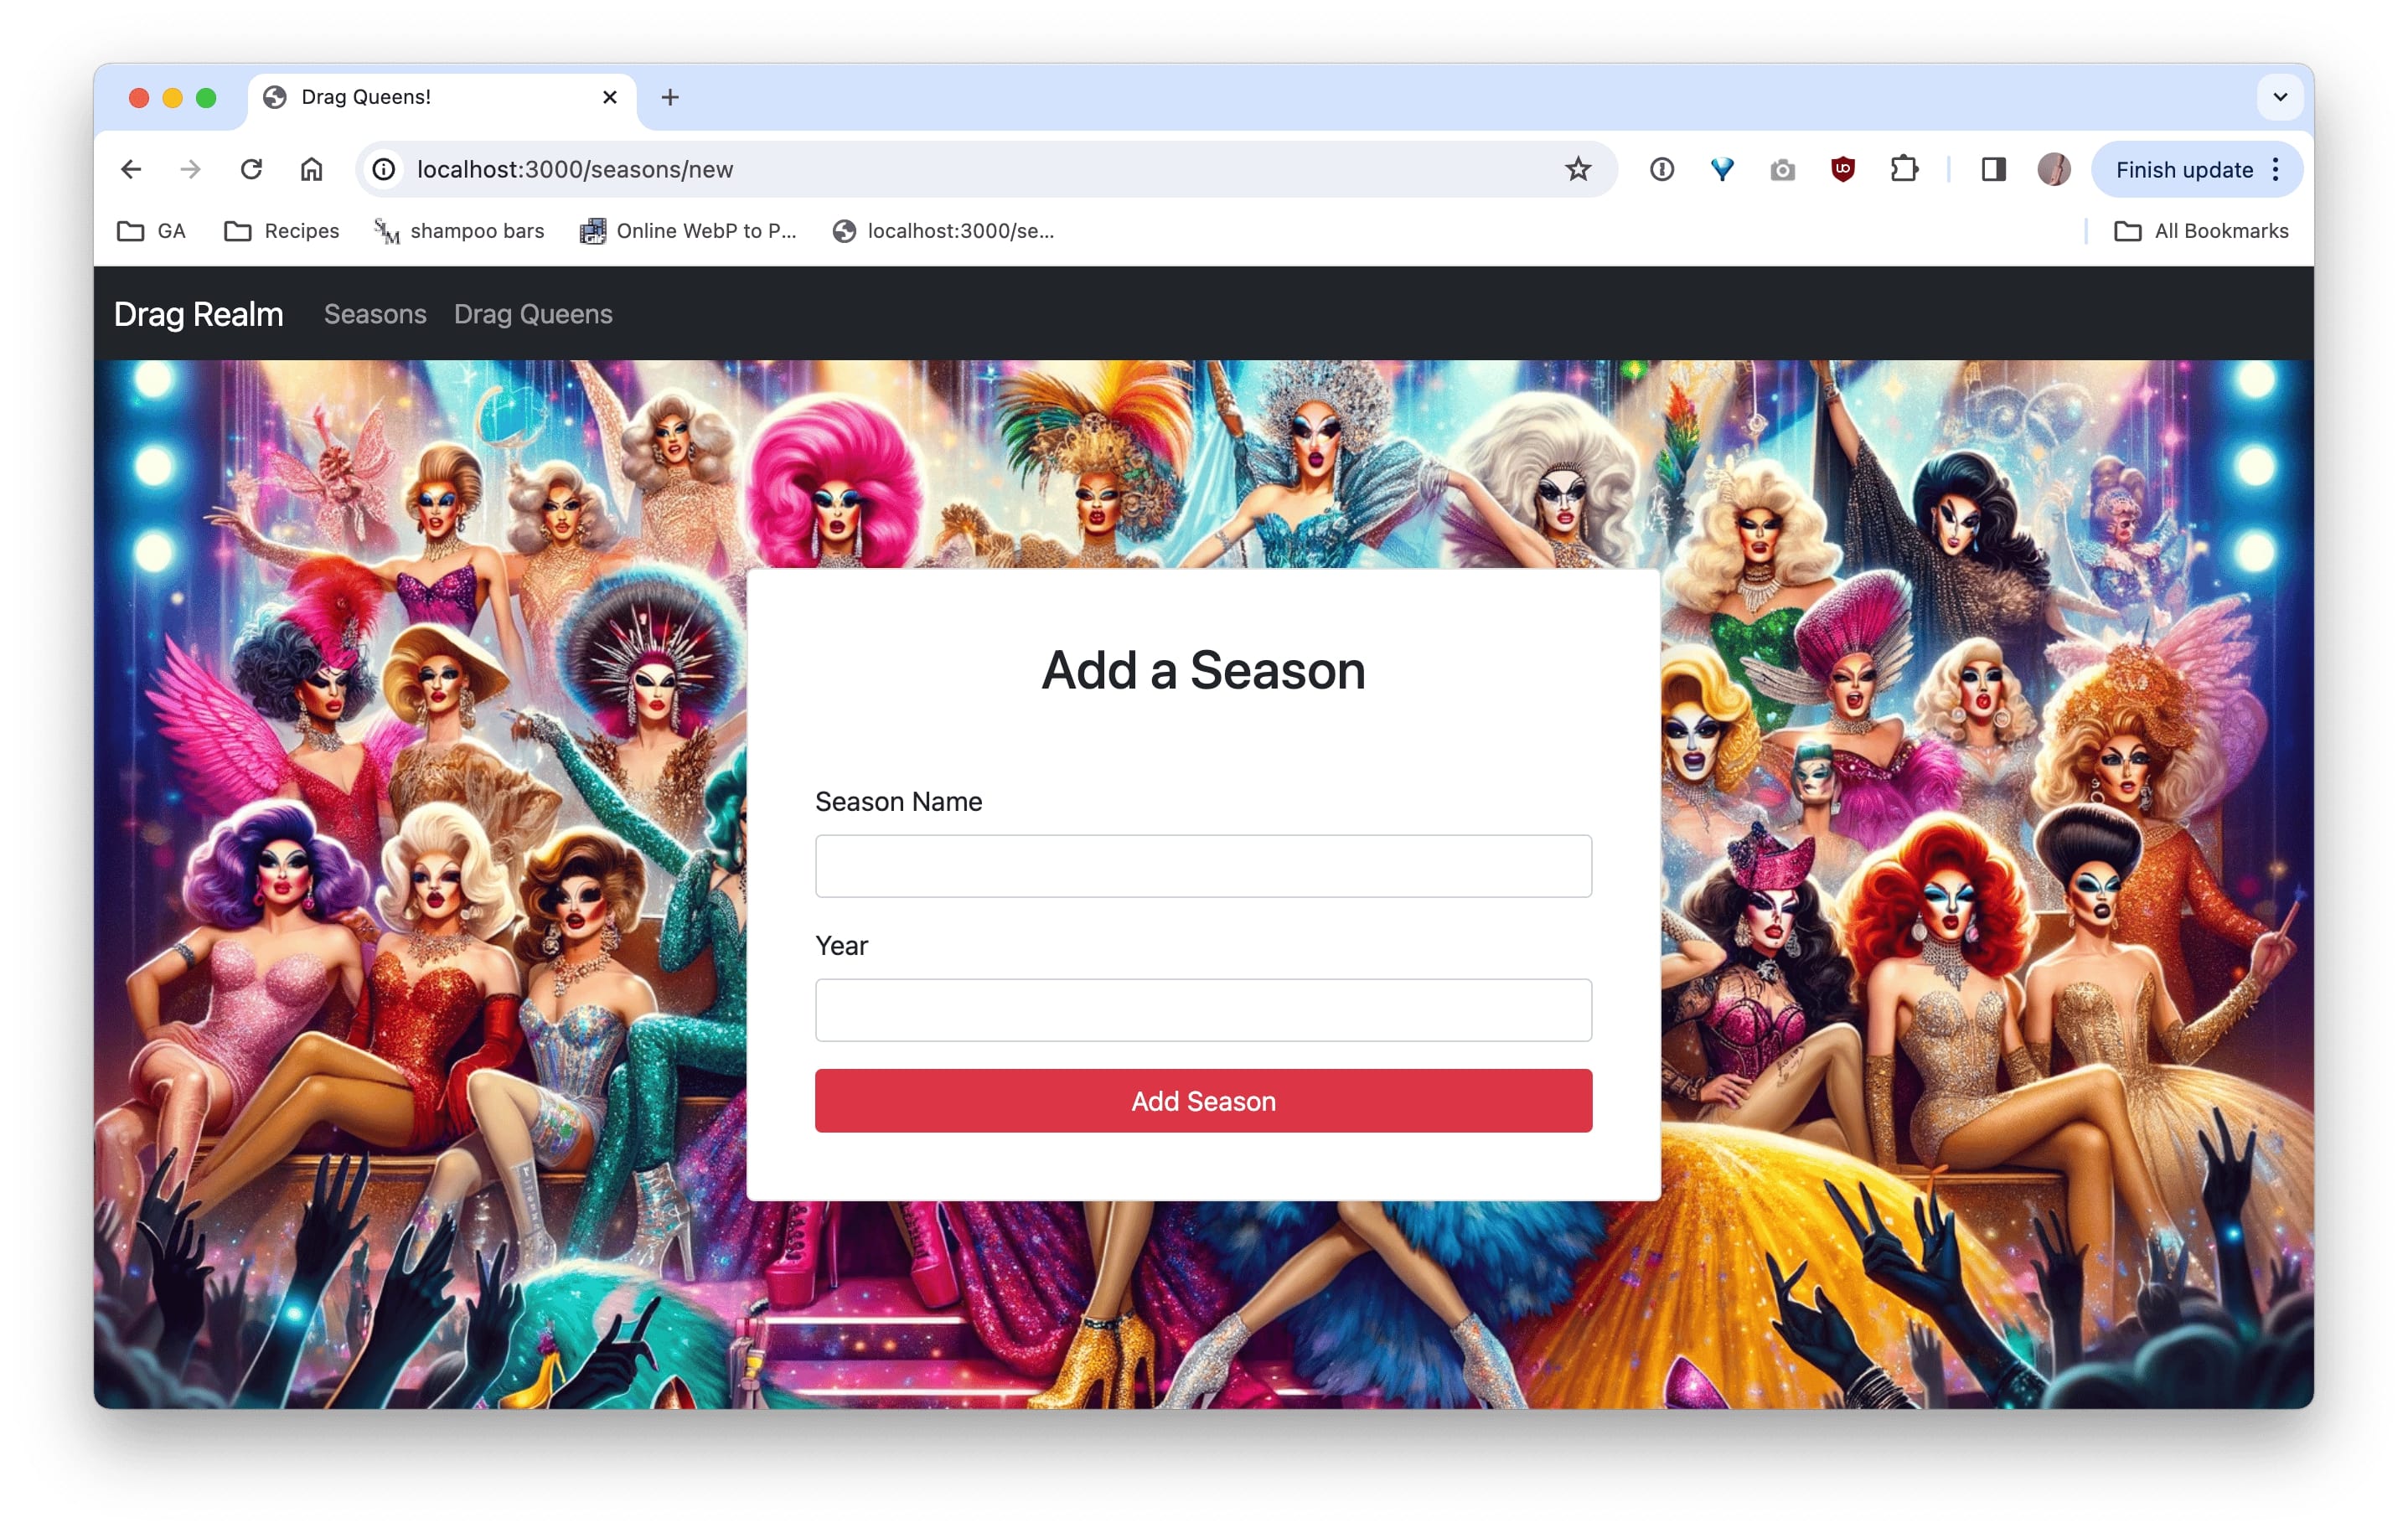 Drag Queens!
localhost:3000/seasons/new
Finish update
GA
Recipes
shampoo bars
Online WebP to P...
localhost:3000/se...
All Bookmarks
Drag Realm
Seasons
Drag Queens
Add a Season
Season Name
Year
Add Season